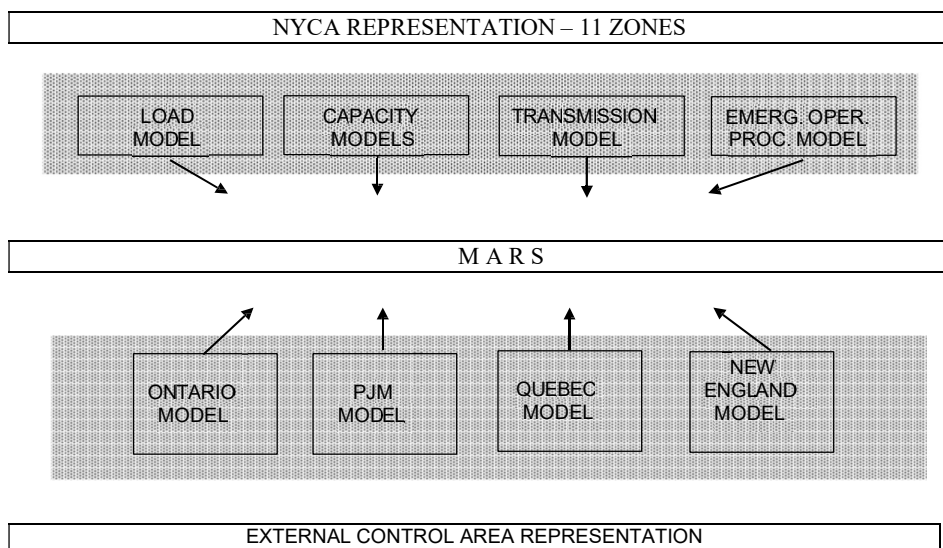 NYCA REPRESENTATION – 11 ZONES
LOAD
MODEL
CAPACITY
MODELS
TRANSMISSION
MODEL
EMERG. OPER.
PROC. MODEL
M A R S
ONTARIO
MODEL
PJM
MODEL
QUEBEC
MODEL
NEW
ENGLAND
MODEL
EXTERNAL CONTROL AREA REPRESENTATION